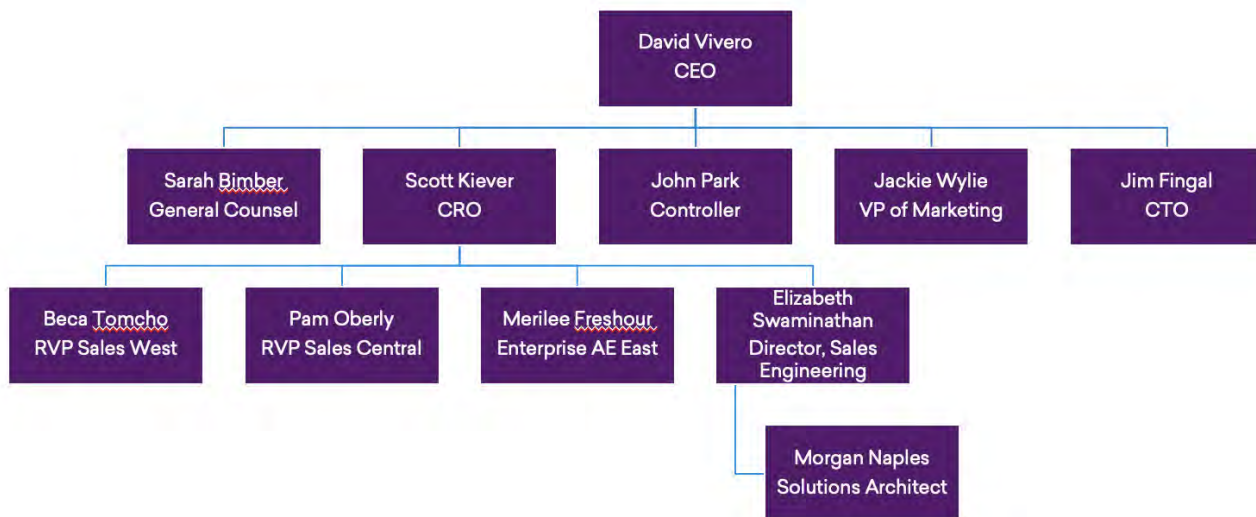 David Vivero
CEO
Sarah Bimber
General Counsel
Scott Kiever
CRO
John Park
Controller
Jackie Wylie
VP of Marketing
Jim Fingal
CTO
Beca Tomcho
RVP Sales West
Pam Oberly
RVP Sales Central
Merilee Freshour
Enterprise AE East
Elizabeth
Swaminathan
Director, Sales
Engineering
Morgan Naples
Solutions Architect